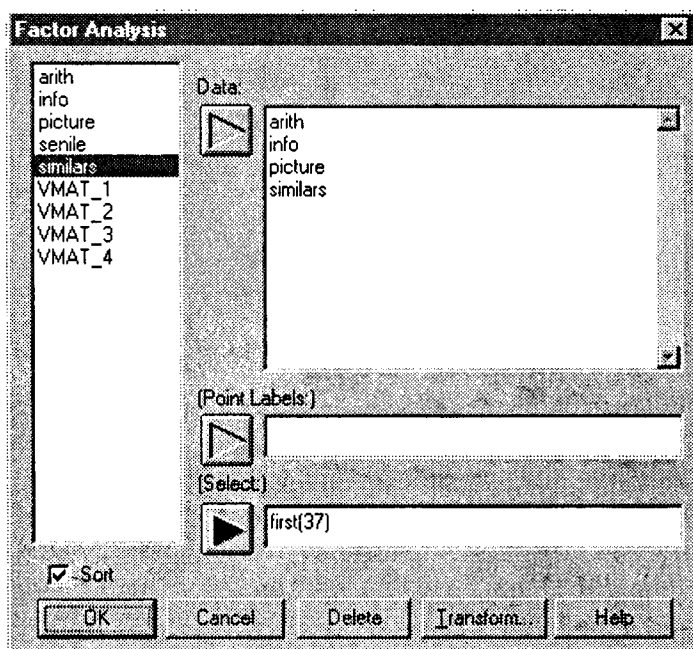 Factor Analysis
arith
info
picture
senile
similars
VMAT_1
VMAT_2
VMAT_3
VMAT_4
Data:
arith
info
picture
similars
(Point Labels:)
(Select:)
first(37)
Sort
OK
Cancel
Delete
Transform...
Help